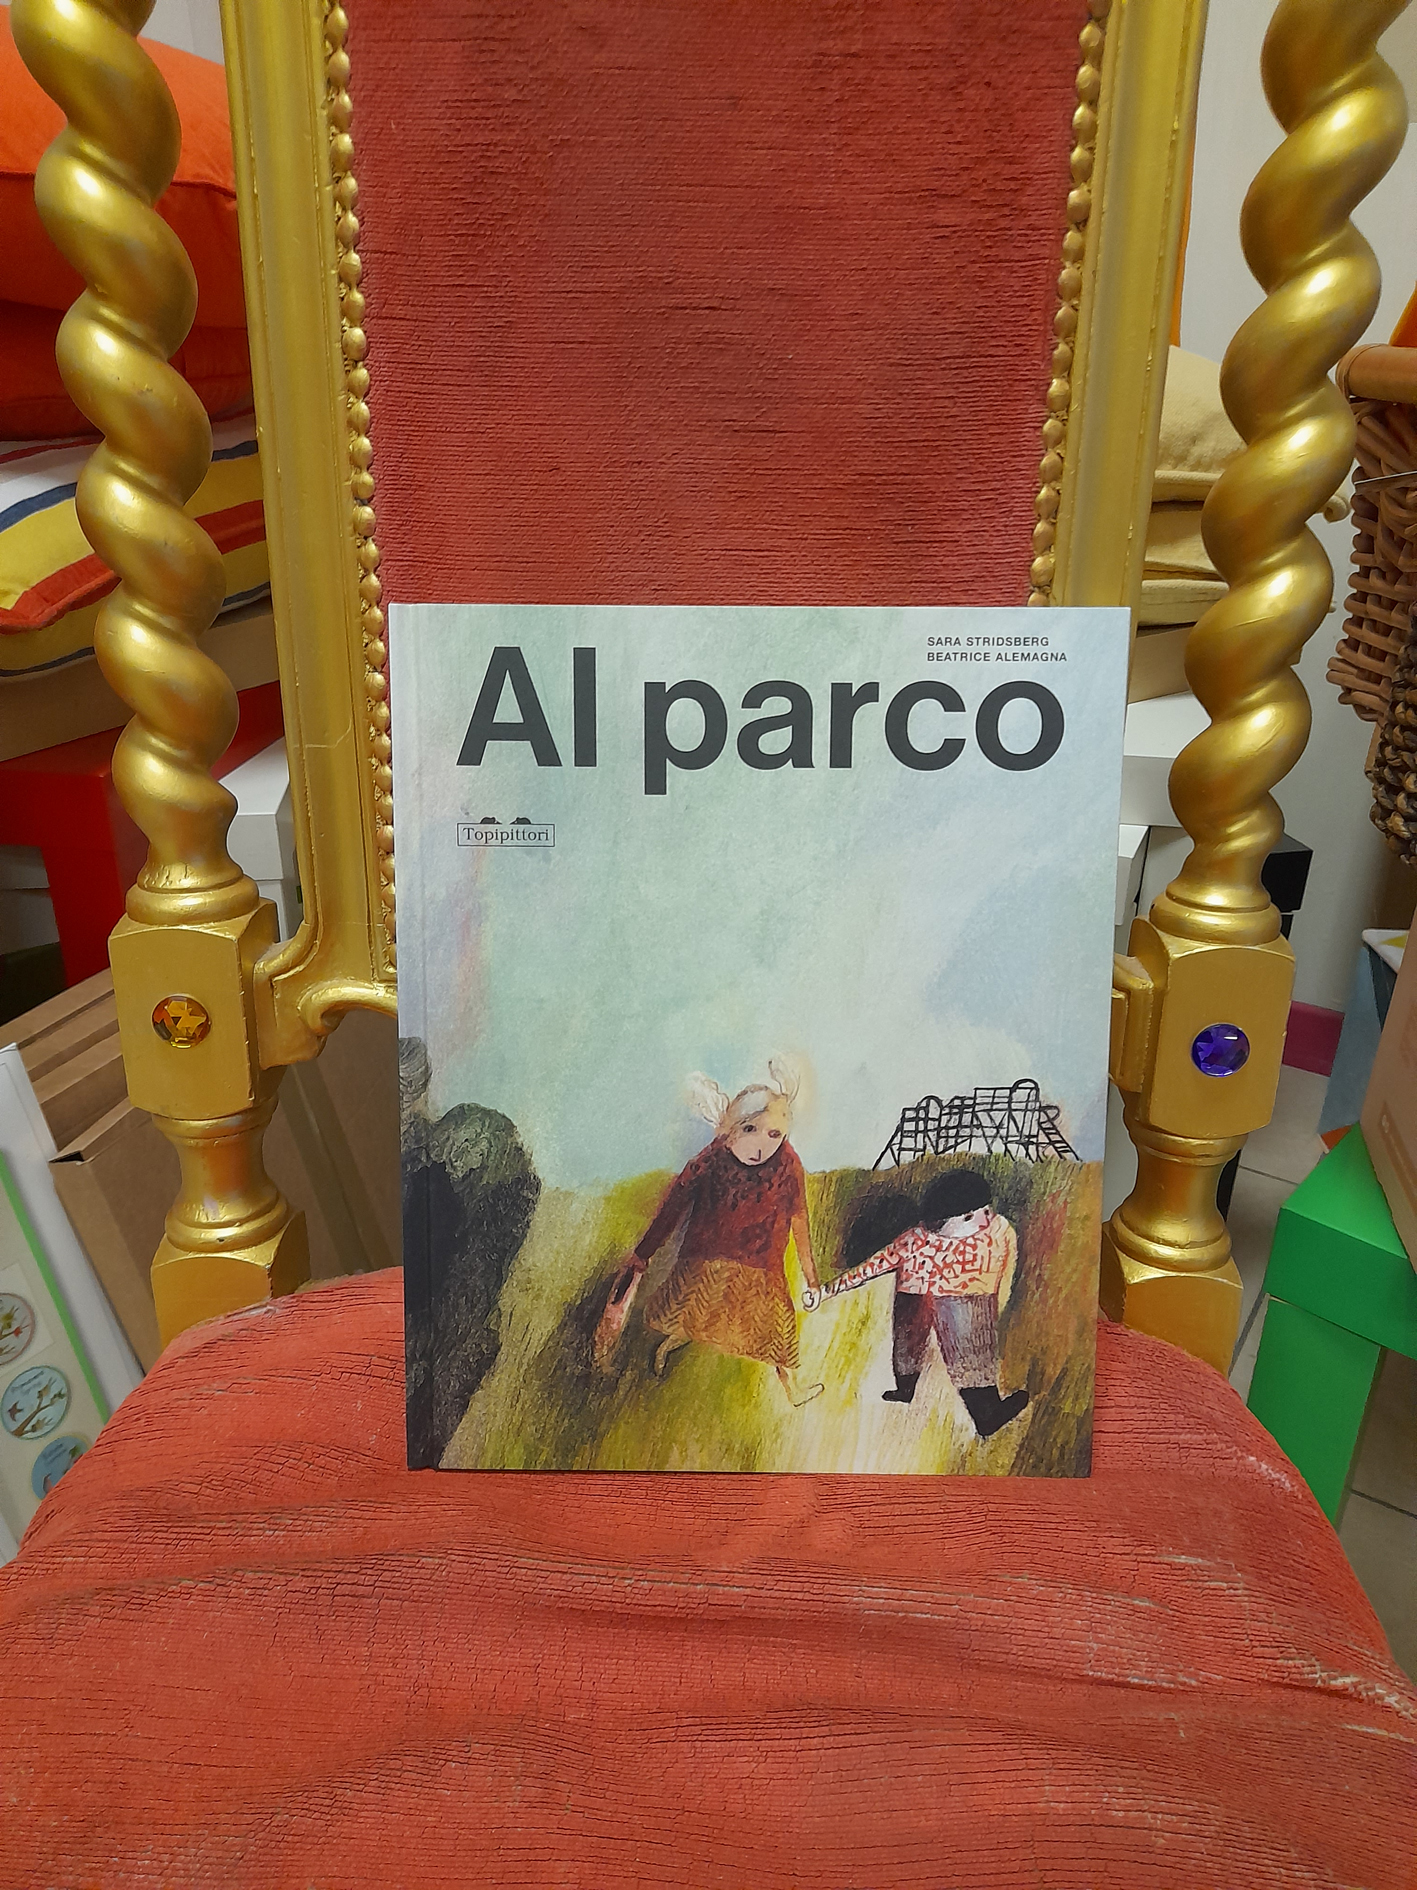 SARA STRIDSBERG
BEATRICE ALEMAGNA
Al parco
Topipittori